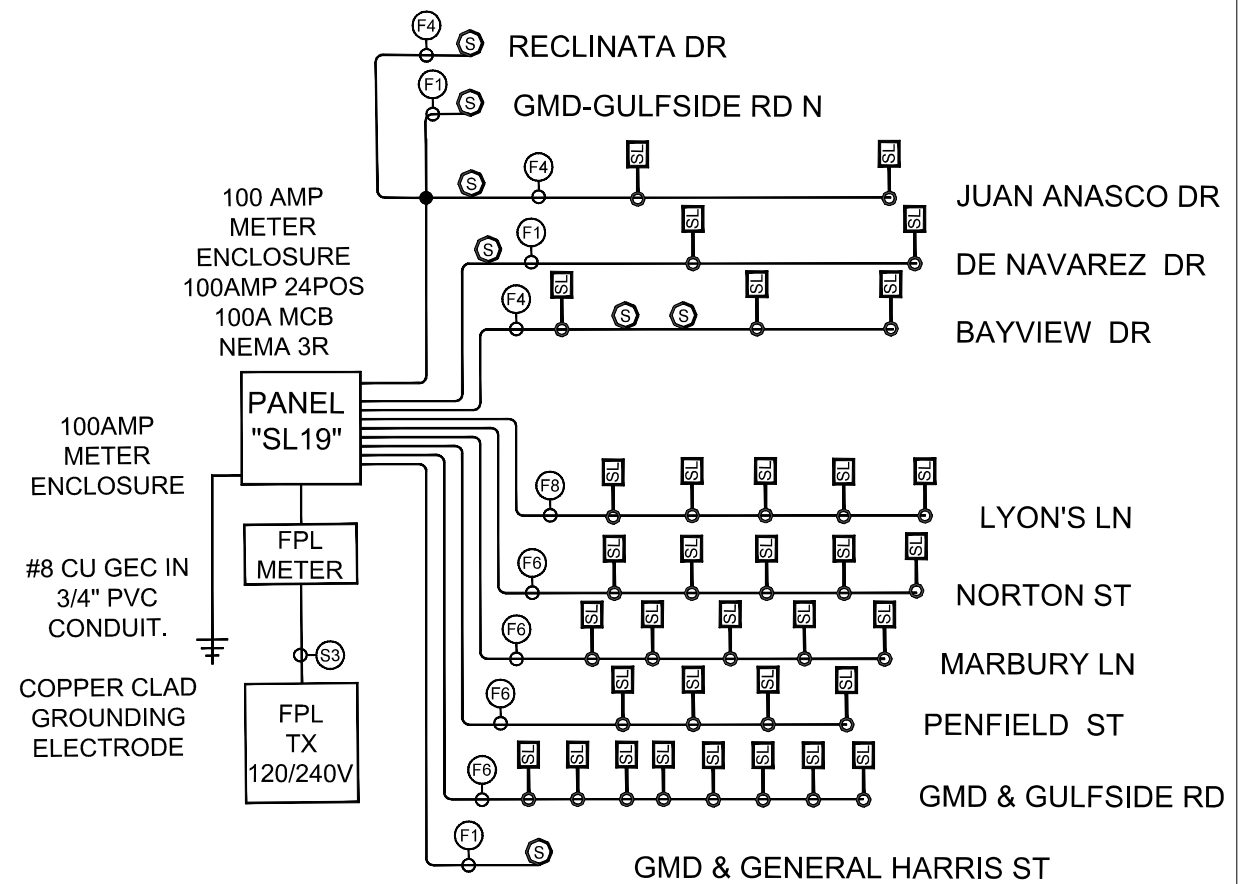 F4
S
RECLINATA DR
F1
S
GMD-GULFSIDE RD N
S
F4
SL
SL
JUAN ANASCO DR
100 AMP
METER
ENCLOSURE
100AMP 24POS
100A MCB
NEMA 3R
S
F1
SL
SL
DE NAVAREZ DR
F4
SL
S
S
SL
SL
BAYVIEW DR
PANEL
"SL19"
100AMP
METER
ENCLOSURE
F8
SL
SL
SL
SL
SL
LYON'S LN
FPL
METER
#8 CU GEC IN
3/4" PVC
CONDUIT.
F6
SL
SL
SL
SL
SL
NORTON ST
F6
SL
SL
SL
SL
SL
MARBURY LN
S3
COPPER CLAD
GROUNDING
ELECTRODE
FPL
TX
120/240V
F6
SL
SL
SL
SL
PENFIELD ST
F6
SL
SL
SL
SL
SL
SL
SL
SL
GMD & GULFSIDE RD
F1
S
GMD & GENERAL HARRIS ST